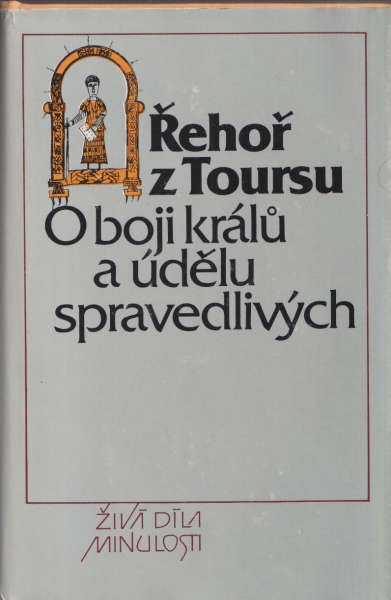 Řehoř
z Toursu
O boji králů
a údělu
spravedlivých
ŽIVÁ DÍLA
MINULOSTI